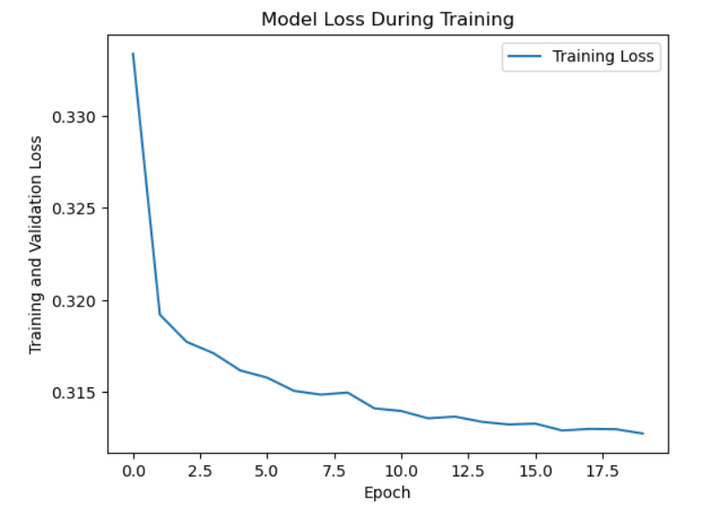 Model Loss During Training
Training Loss
Training and Validation Loss
0.330
0.325
0.320
0.315
0.0 2.5 5.0 7.5 10.0 12.5 15.0 17.5
Epoch